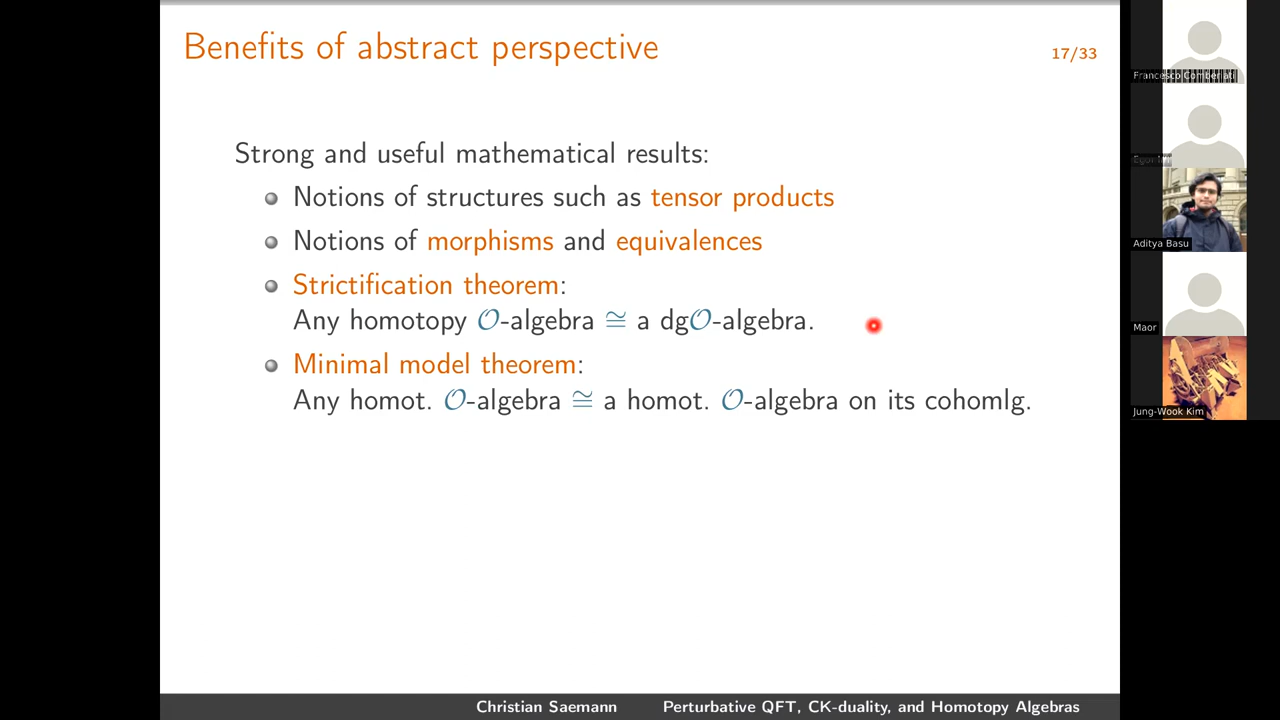 Benefits of abstract perspective
17/33
Strong and useful mathematical results:
Notions of structures such as tensor products
Notions of morphisms and equivalences
Strictification theorem:
Any homotopy 𝒪-algebra ≅ a dg𝒪-algebra.
Minimal model theorem:
Any homot. 𝒪-algebra ≅ a homot. 𝒪-algebra on its cohomlg.
Christian Saemann
Perturbative QFT, CK-duality, and Homotopy Algebras
Francesco Comberiati
Aditya Basu
Maor
Jung-Wook Kim